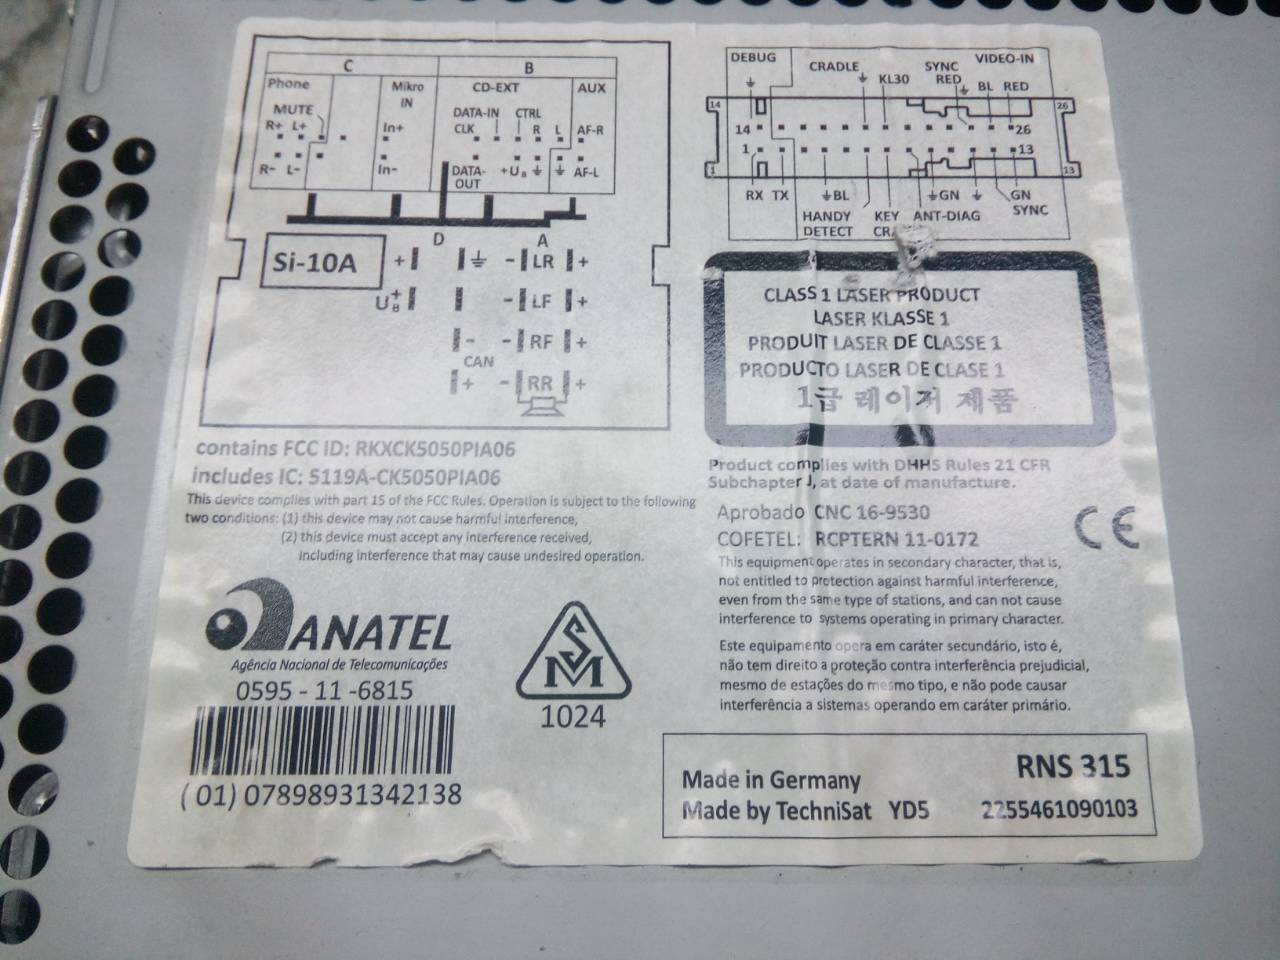 C
B
Phone
Mikro
IN
CD-EXT
AUX
MUTE
DATA-IN
CTRL
R+ L+
In+
CLK
R L
AF-R
R- L-
In-
DATA-
OUT
+UB
AF-L
D
A
Si-10A
+
- LR +
U+B
- LF +
- - RF +
CAN
+ - RR +
DEBUG
CRADLE
KL30
SYNC
RED
VIDEO-IN
BL RED
14
26
14
26
1
13
1
13
RX TX
BL
GN
GN
SYNC
HANDY
DETECT
KEY
ANT-DIAG
CLASS 1 LASER PRODUCT
LASER KLASSE 1
PRODUIT LASER DE CLASSE 1
PRODUCTO LASER DE CLASE 1
1급 레이저 제품
contains FCC ID: RKXCK5050PIA06
includes IC: 5119A-CK5050PIA06
This device complies with part 15 of the FCC Rules. Operation is subject to the following
two conditions: (1) this device may not cause harmful interference,
(2) this device must accept any interference received,
including interference that may cause undesired operation.
Product complies with DHHS Rules 21 CFR
Subchapter J, at date of manufacture.
Aprobado CNC 16-9530
COFETEL: RCPTERN 11-0172
CE
This equipment operates in secondary character, that is,
not entitled to protection against harmful interference,
even from the same type of stations, and can not cause
interference to systems operating in primary character.
Este equipamento opera em caráter secundário, isto é,
não tem direito a proteção contra interferência prejudicial,
mesmo de estações do mesmo tipo, e não pode causar
interferência a sistemas operando em caráter primário.
ANATEL
Agência Nacional de Telecomunicações
0595 - 11 -6815
(01) 07898931342138
S
M
1024
RNS 315
Made in Germany
Made by TechniSat YD5
2255461090103